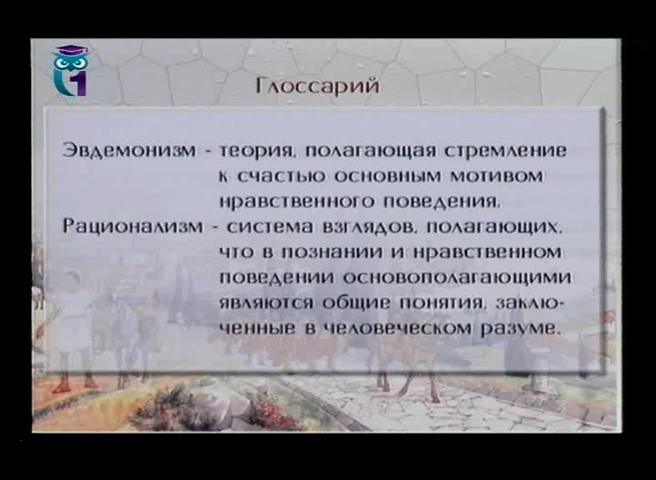 1
Глоссарий
Эвдемонизм - теория, полагающая стремление
к счастью основным мотивом
нравственного поведения.
Рационализм - система взглядов, полагающих,
что в познании и нравственном
поведении основополагающими
являются общие понятия, заклю-
ченные в человеческом разуме.